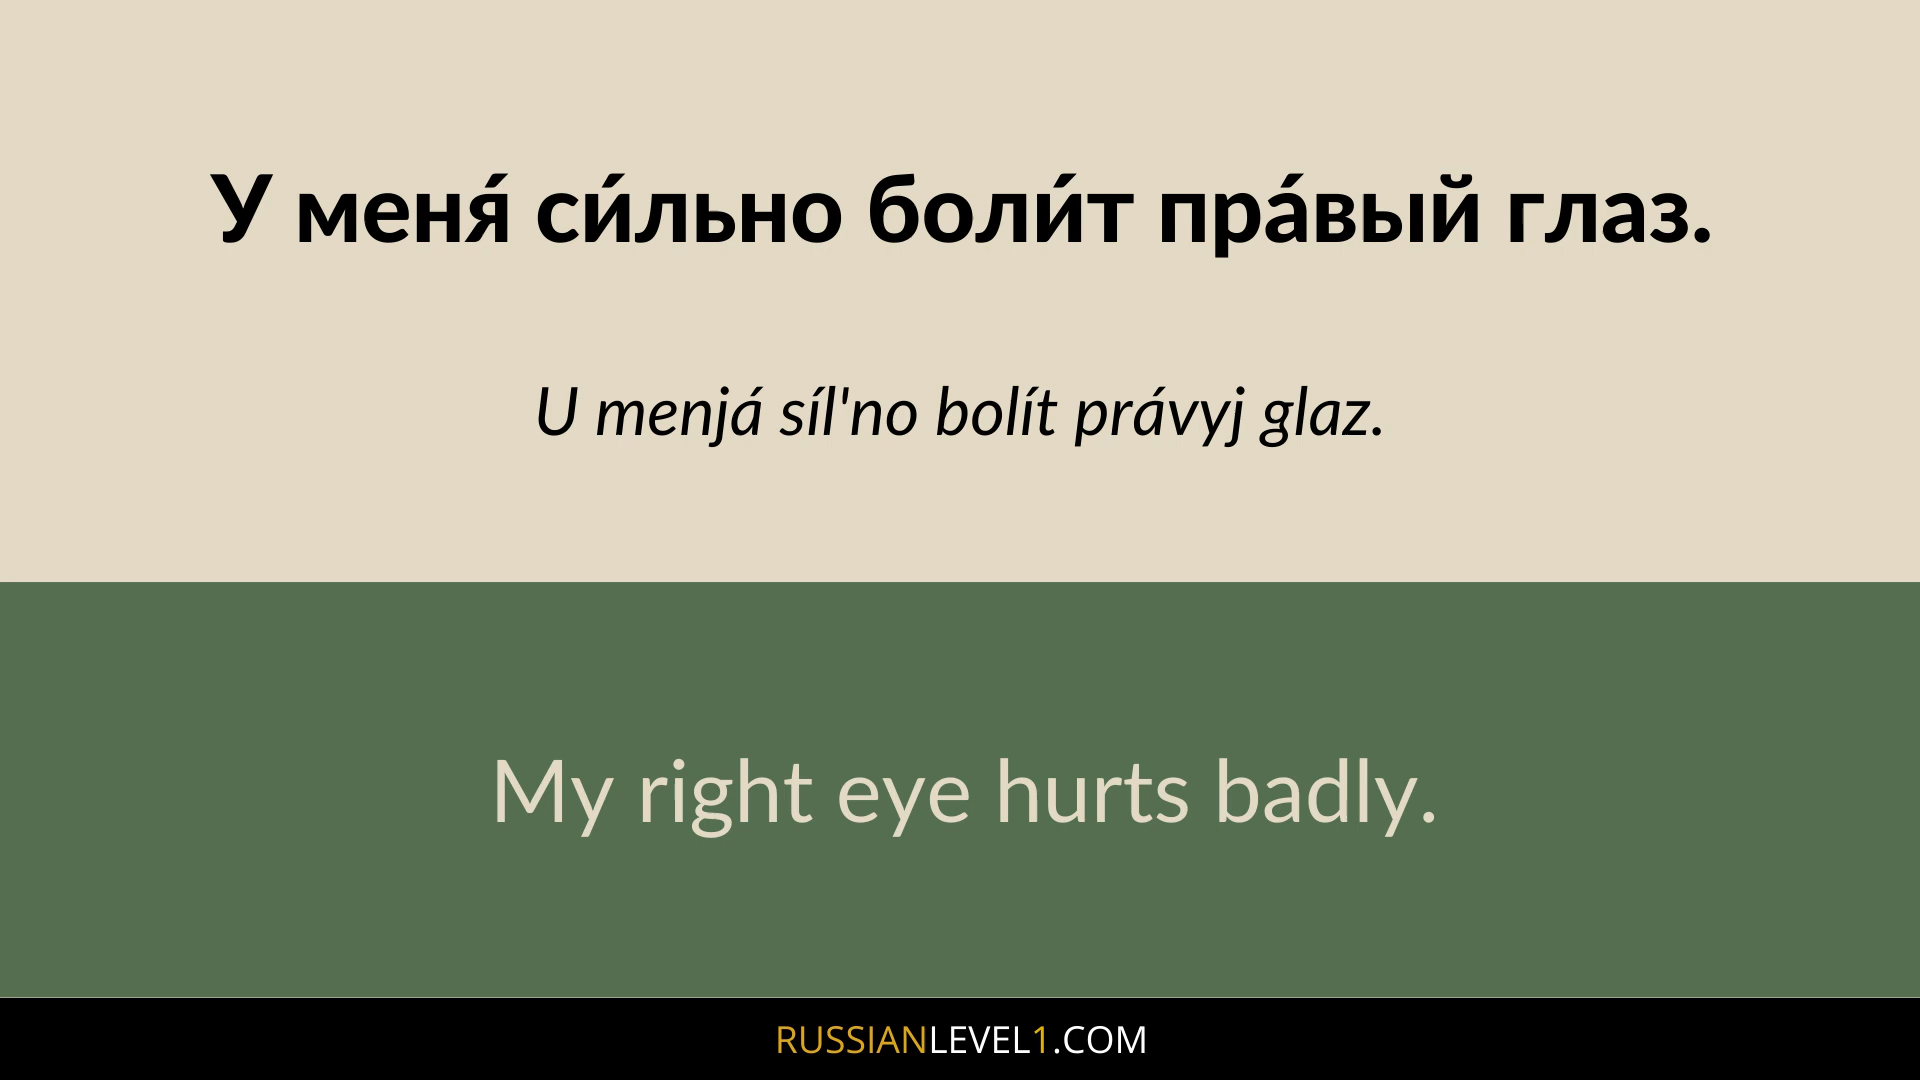 У меня́ си́льно боли́т пра́вый глаз.
U menjá síl'no bolít právyj glaz.
My right eye hurts badly.
RUSSIANLEVEL1.COM